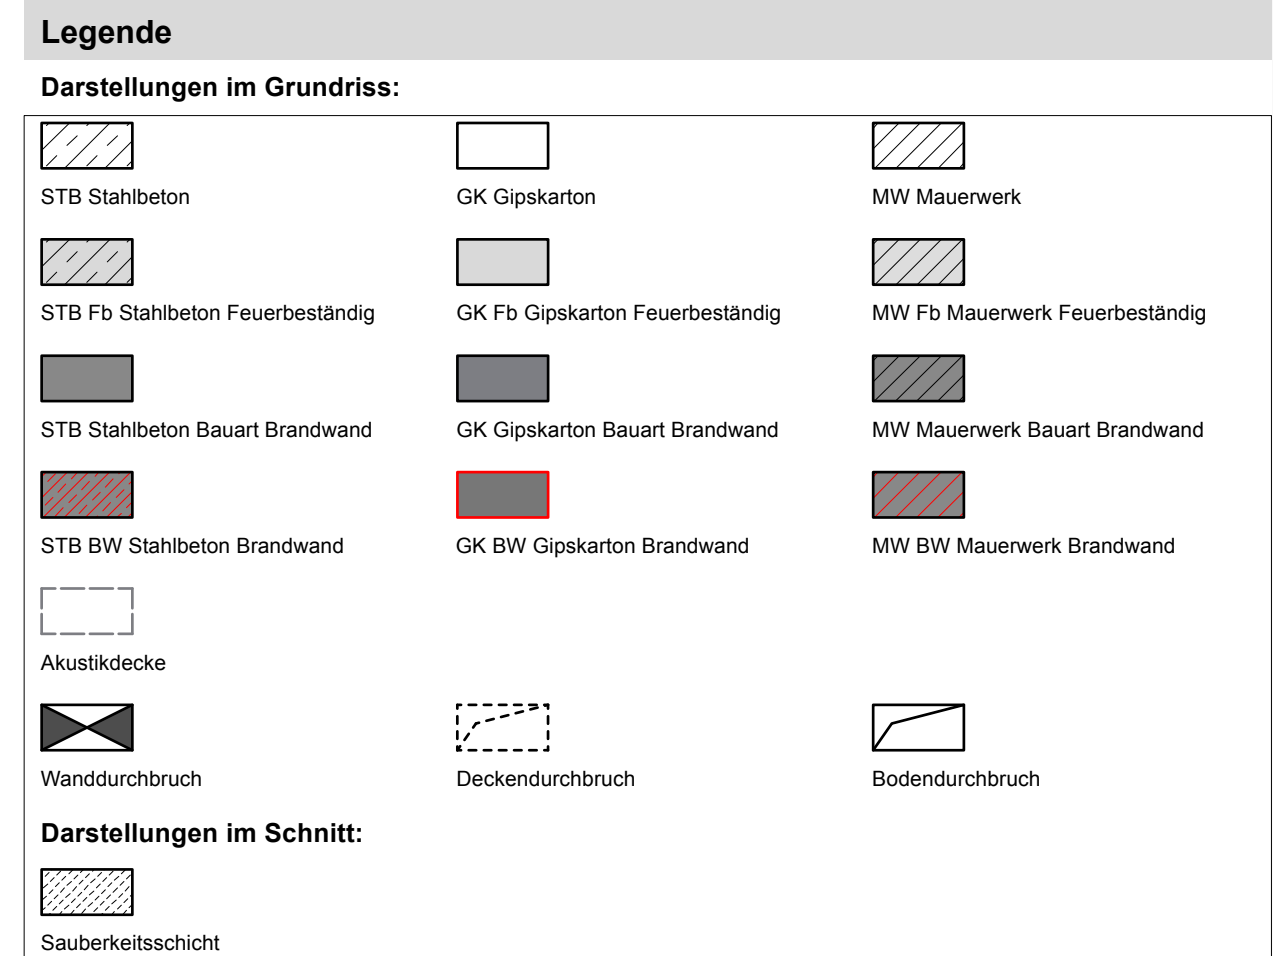 Legende
Darstellungen im Grundriss:
STB Stahlbeton
GK Gipskarton
MW Mauerwerk
STB Fb Stahlbeton Feuerbeständig
GK Fb Gipskarton Feuerbeständig
MW Fb Mauerwerk Feuerbeständig
STB Stahlbeton Bauart Brandwand
GK Gipskarton Bauart Brandwand
MW Mauerwerk Bauart Brandwand
STB BW Stahlbeton Brandwand
GK BW Gipskarton Brandwand
MW BW Mauerwerk Brandwand
Akustikdecke
Wanddurchbruch
Deckendurchbruch
Bodendurchbruch
Darstellungen im Schnitt:
Sauberkeitsschicht